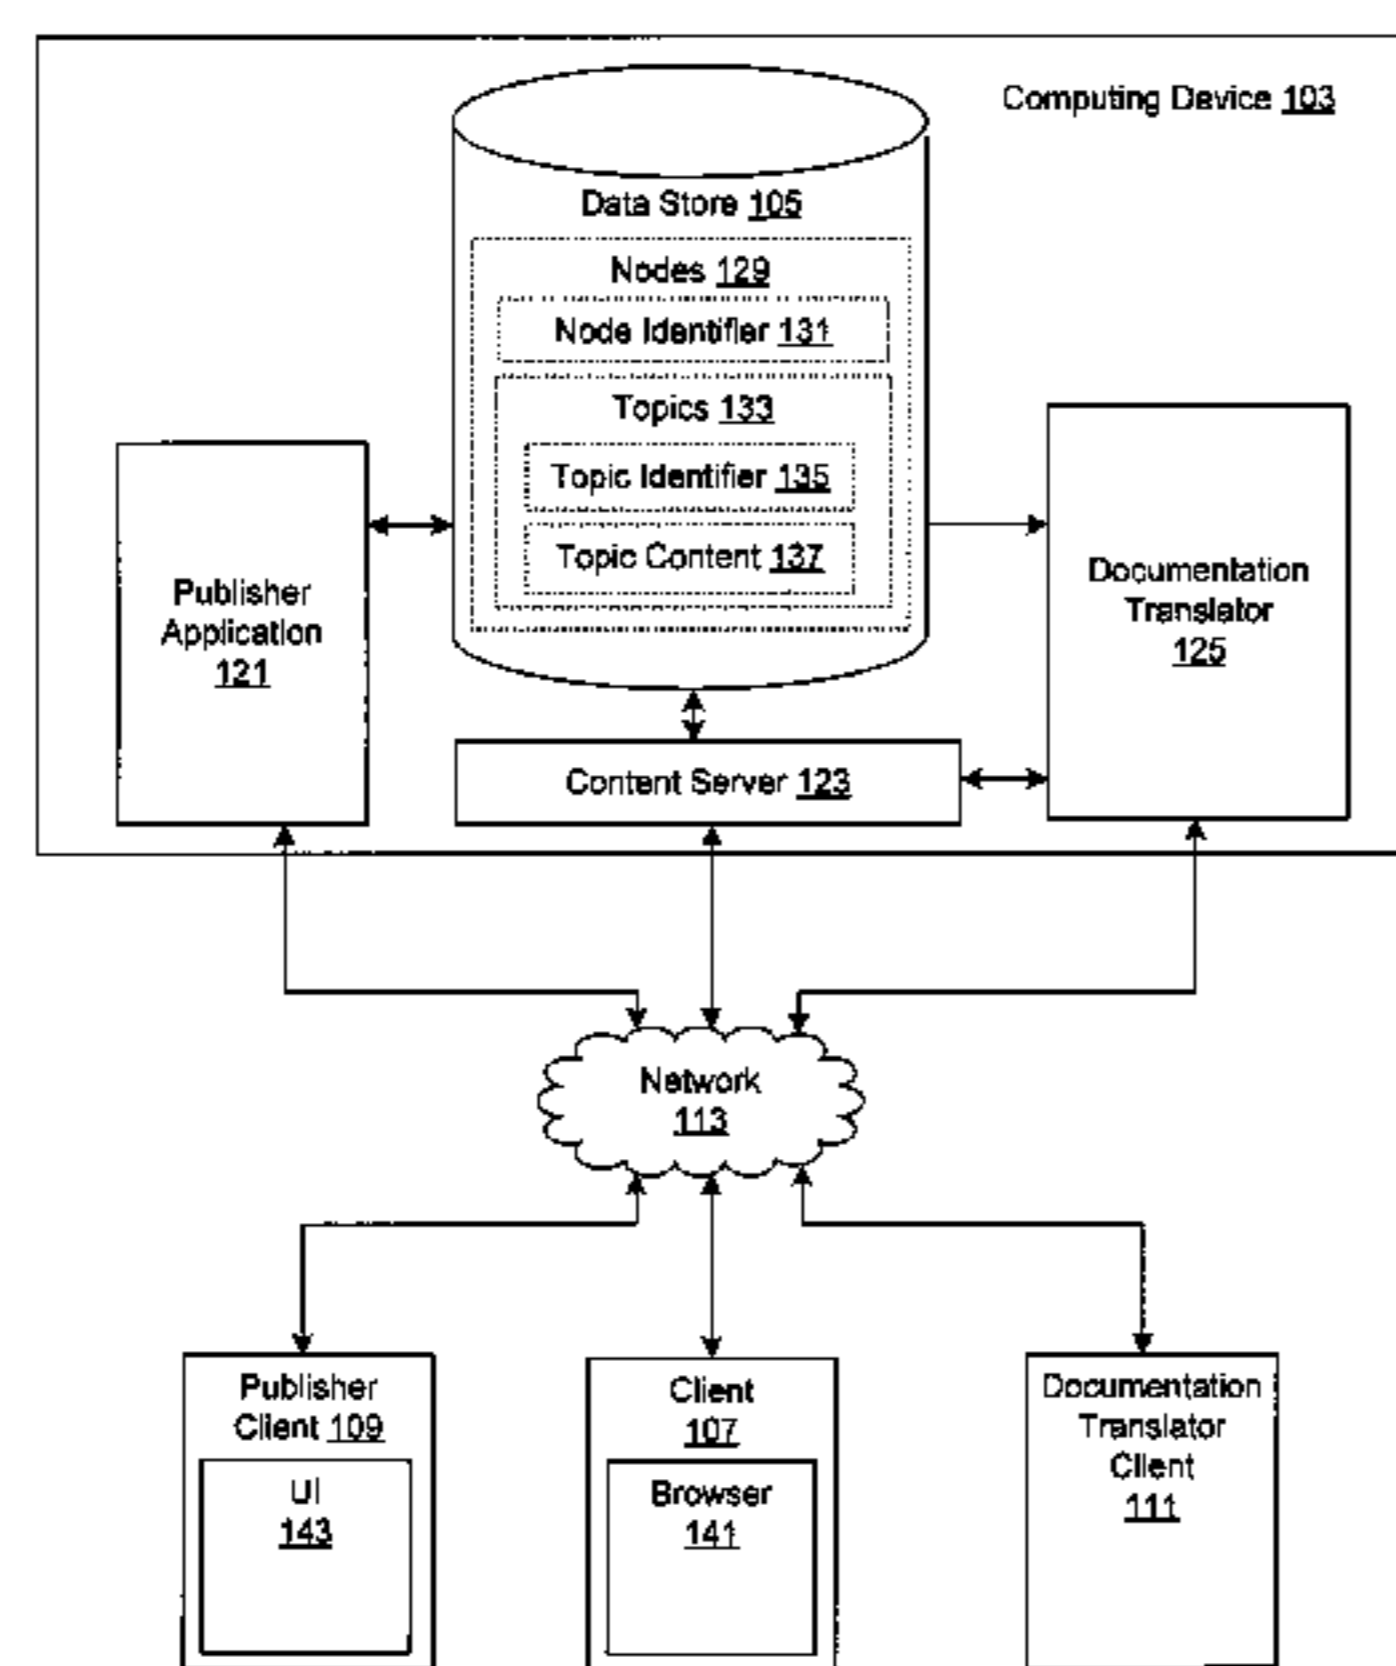 Computing Device 103
Data Store 105
Nodes 129
Node Identifier 131
Topics 133
Topic Identifier 135
Topic Content 137
Publisher
Application
121
Documentation
Translator
125
Content Server 123
Network
113
Publisher
Client 109
UI
143
Client
107
Browser
141
Documentation
Translator
Client
111